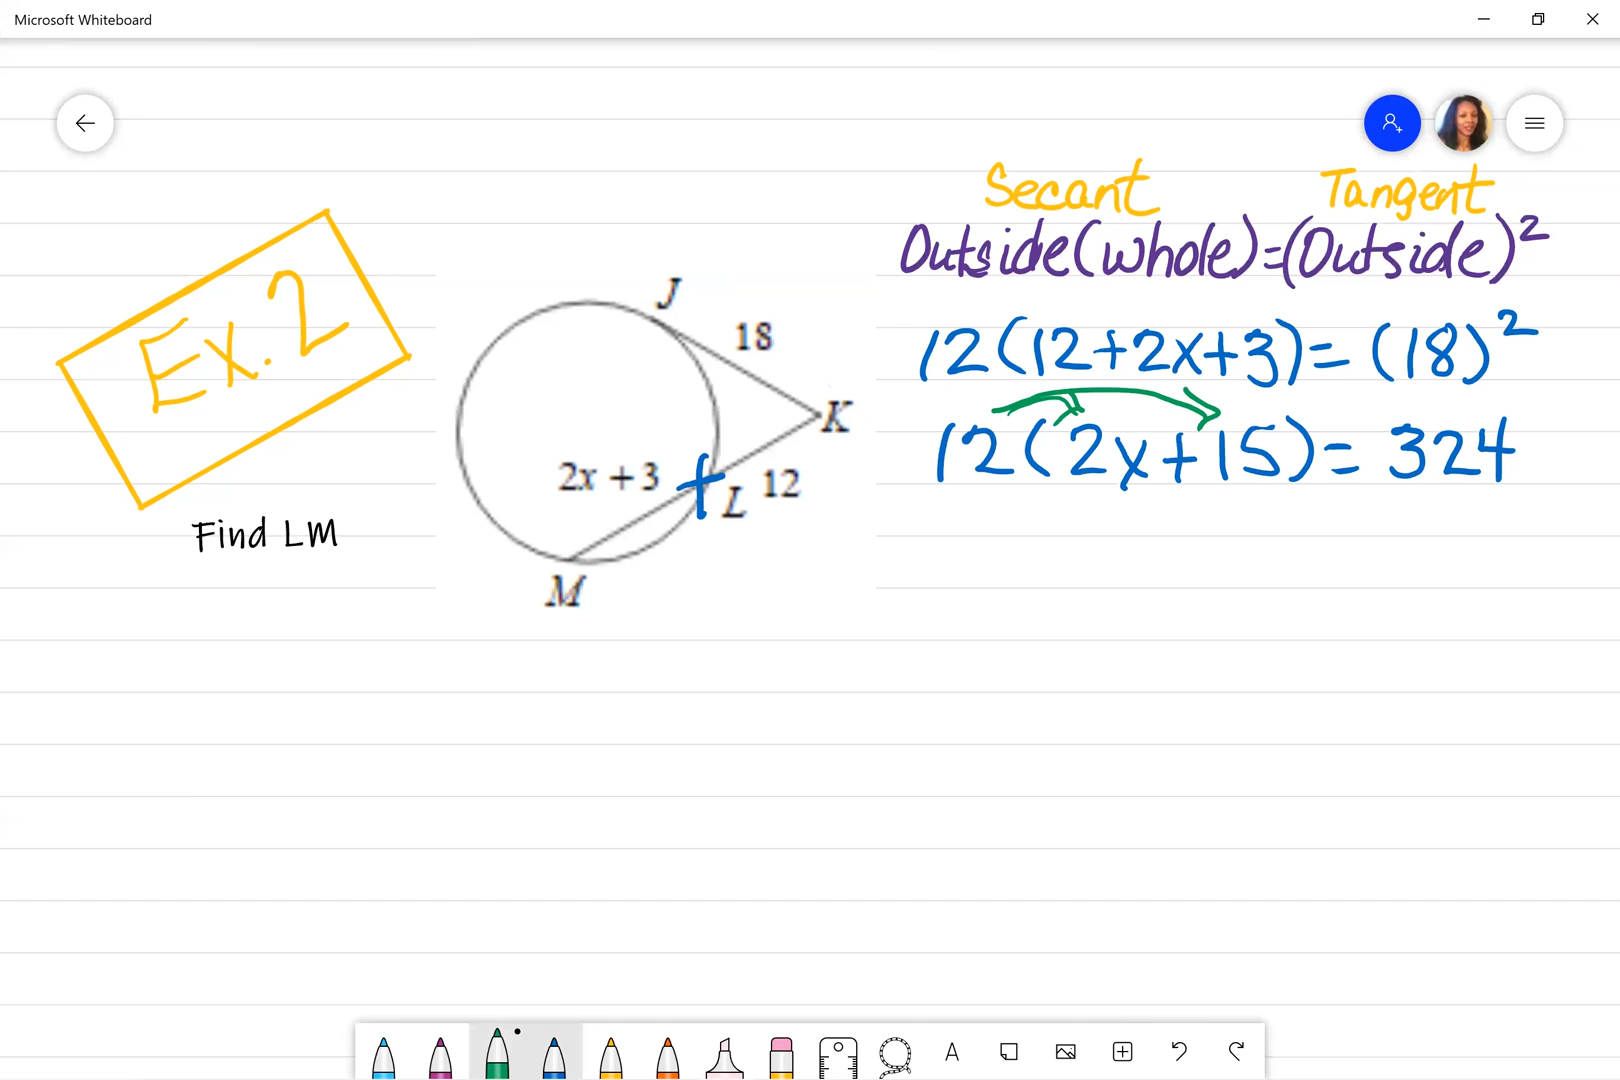 Microsoft Whiteboard
Secant Tangent
Outside(whole)=(Outside)²
Ex. 2
J
18
12(12+2x+3)=(18)²
K
12(2x+15)=324
2x + 3
L 12
Find LM
M
A